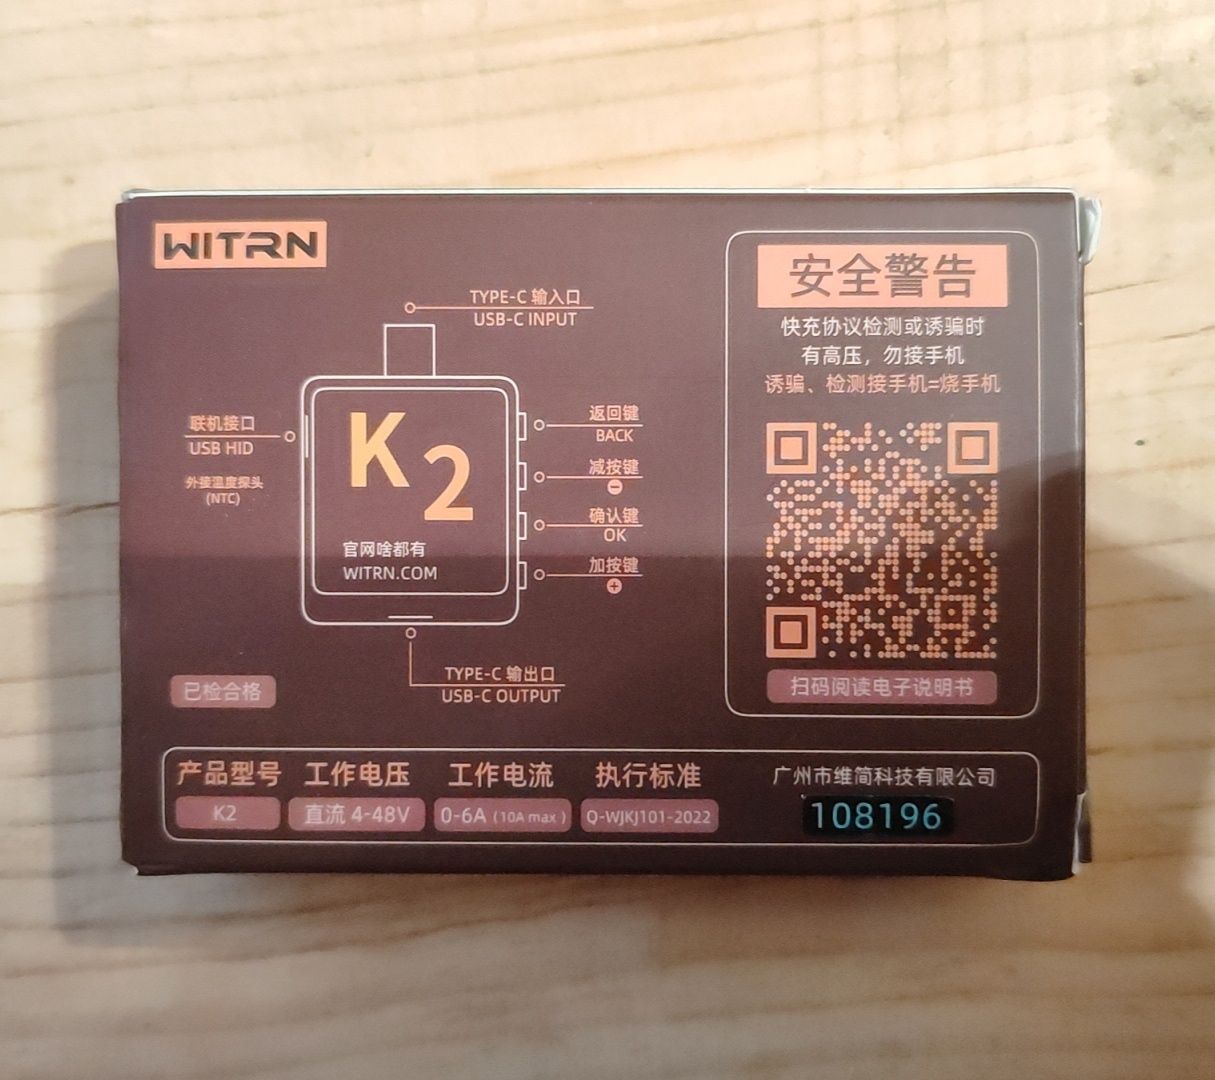 WITRN
TYPE-C 输入口
USB-C INPUT
联机接口
USB HID
外接温度探头
(NTC)
K2
官网啥都有
WITRN.COM
返回键
BACK
减按键
−
确认键
OK
加按键
+
TYPE-C 输出口
USB-C OUTPUT
已检合格
安全警告
快充协议检测或诱骗时
有高压，勿接手机
诱骗、检测接手机=烧手机
扫码阅读电子说明书
产品型号 工作电压 工作电流 执行标准
K2 直流 4-48V 0-6A (10A max) Q-WJKJ101-2022
广州市维简科技有限公司
108196